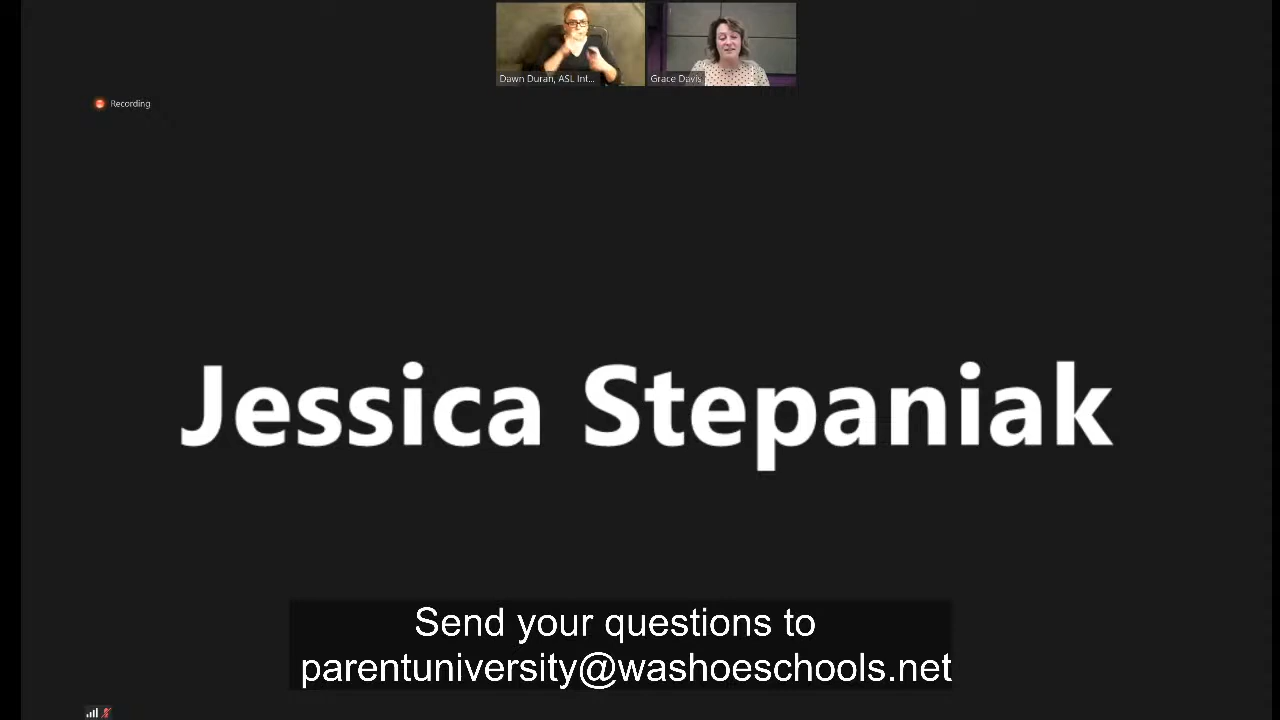 Dawn Duran, ASL Int...
Grace Davis
Recording
Jessica Stepaniak
Send your questions to
parentuniversity@washoeschools.net